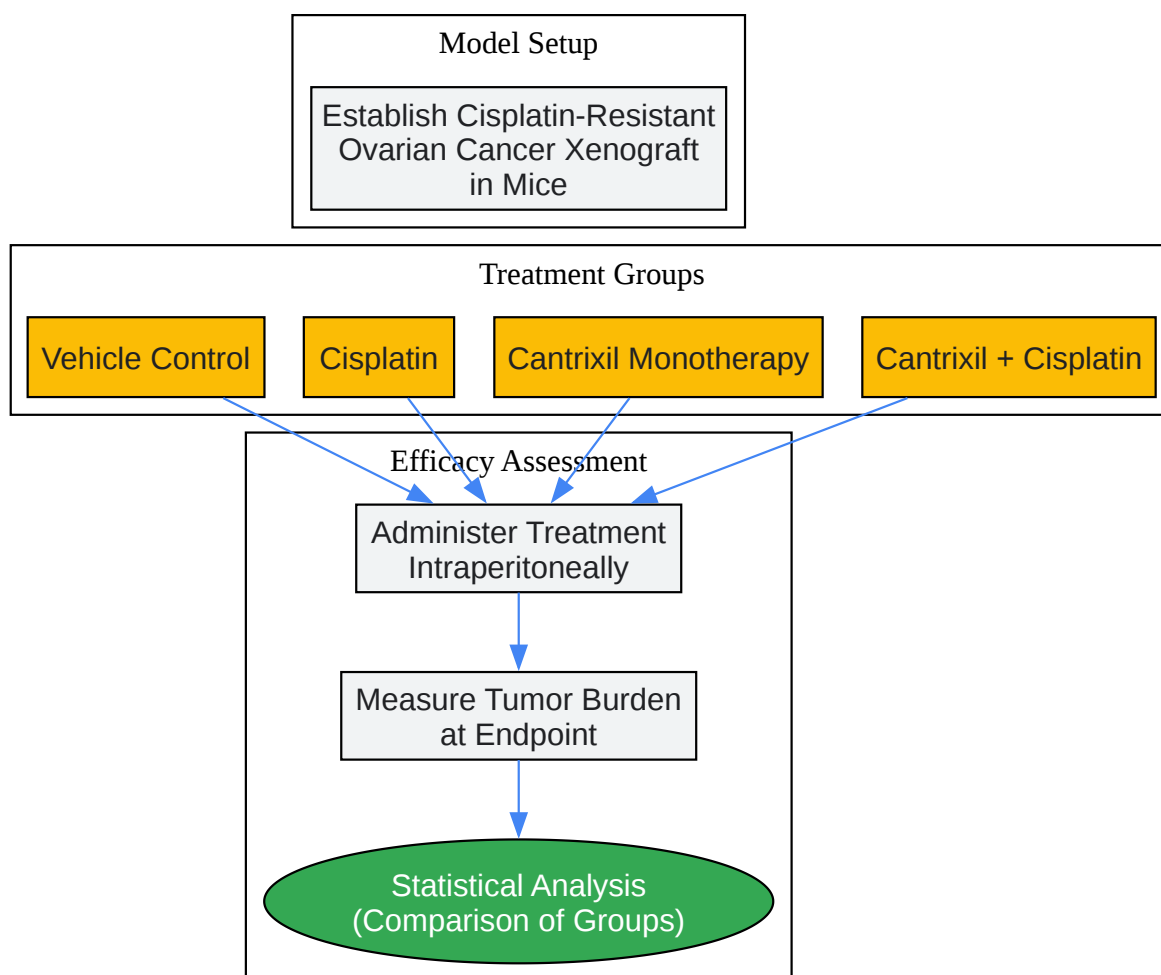 Model Setup
Establish Cisplatin-Resistant
Ovarian Cancer Xenograft
in Mice
Treatment Groups
Vehicle Control
Cisplatin
Cantrixil Monotherapy
Cantrixil + Cisplatin
Efficacy Assessment
Administer Treatment
Intraperitoneally
Measure Tumor Burden
at Endpoint
Statistical Analysis
(Comparison of Groups)